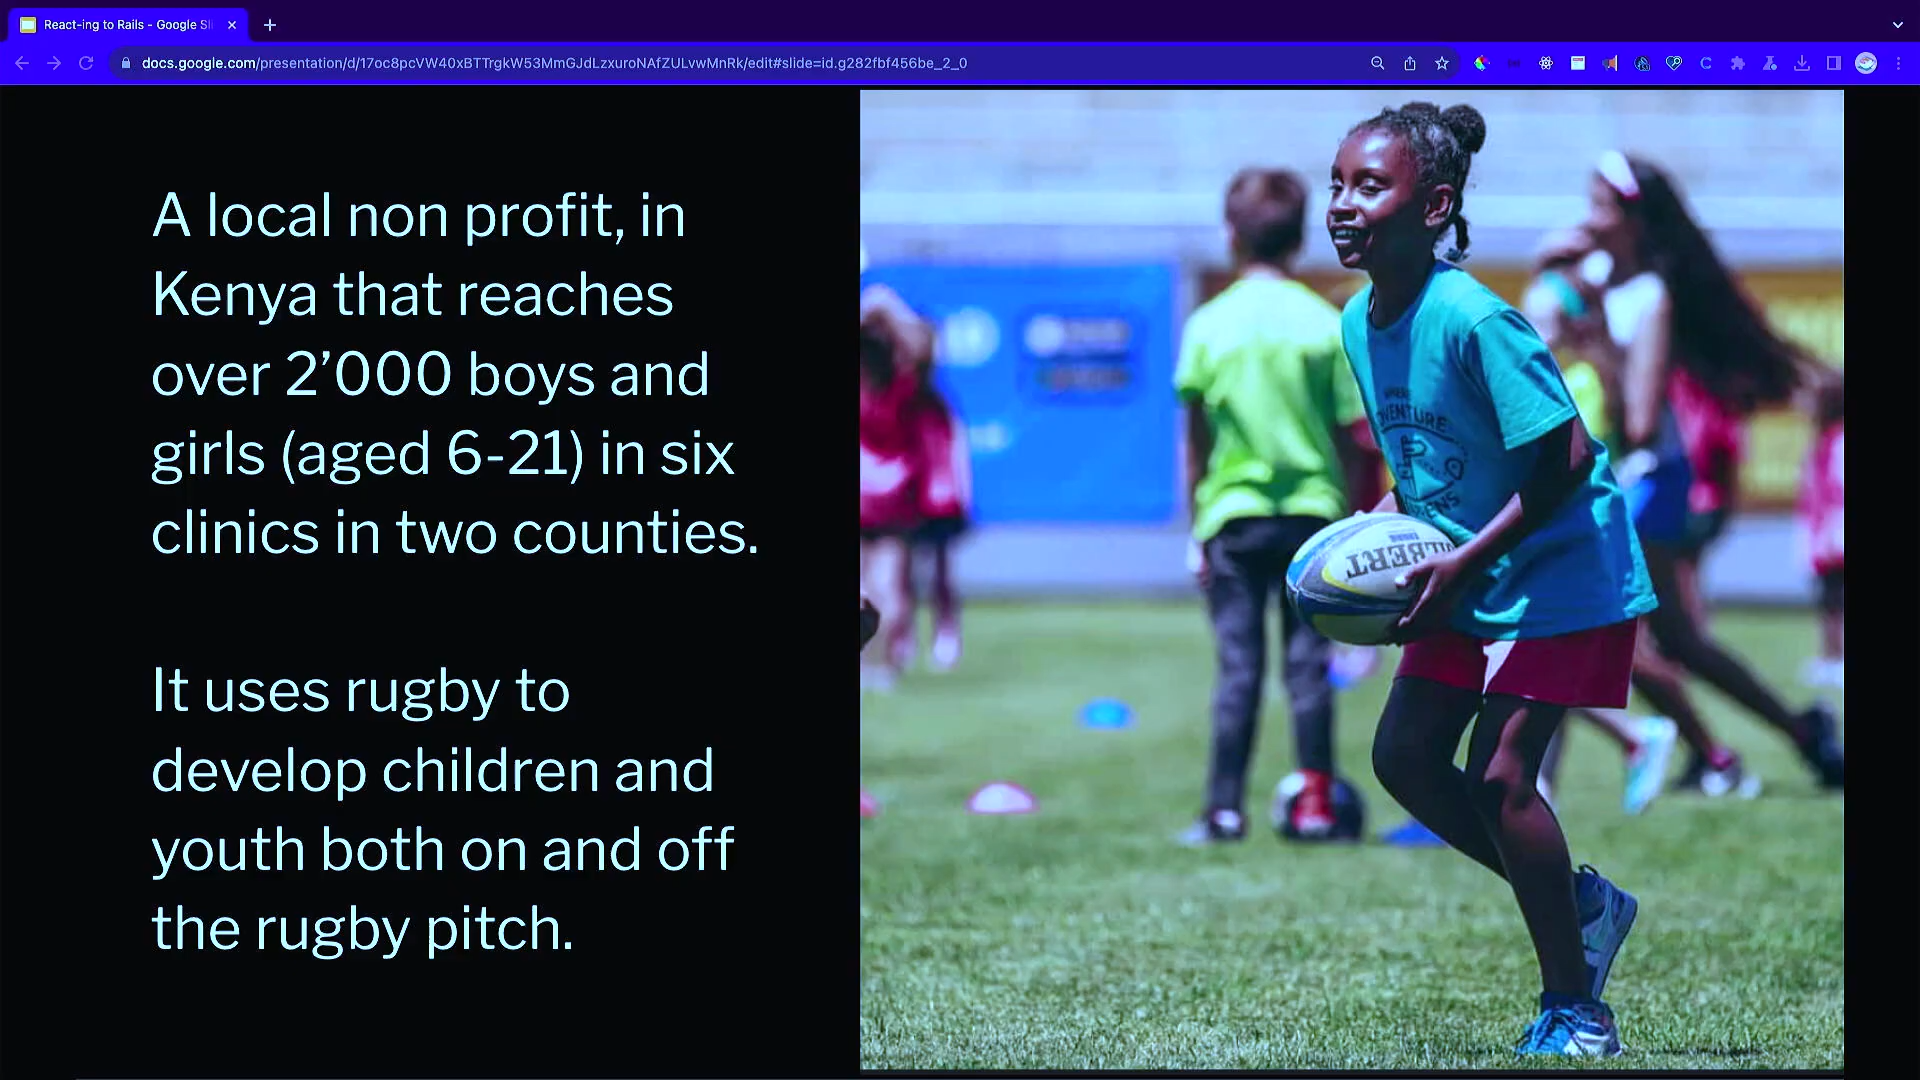 React-ing to Rails - Google Sli
docs.google.com/presentation/d/17oc8pcVW40xBTTrgkW53MmGJdLzxuroNAfZULvwMnRk/edit#slide=id.g282fbf456be_2_0
A local non profit, in
Kenya that reaches
over 2’000 boys and
girls (aged 6-21) in six
clinics in two counties.
It uses rugby to
develop children and
youth both on and off
the rugby pitch.